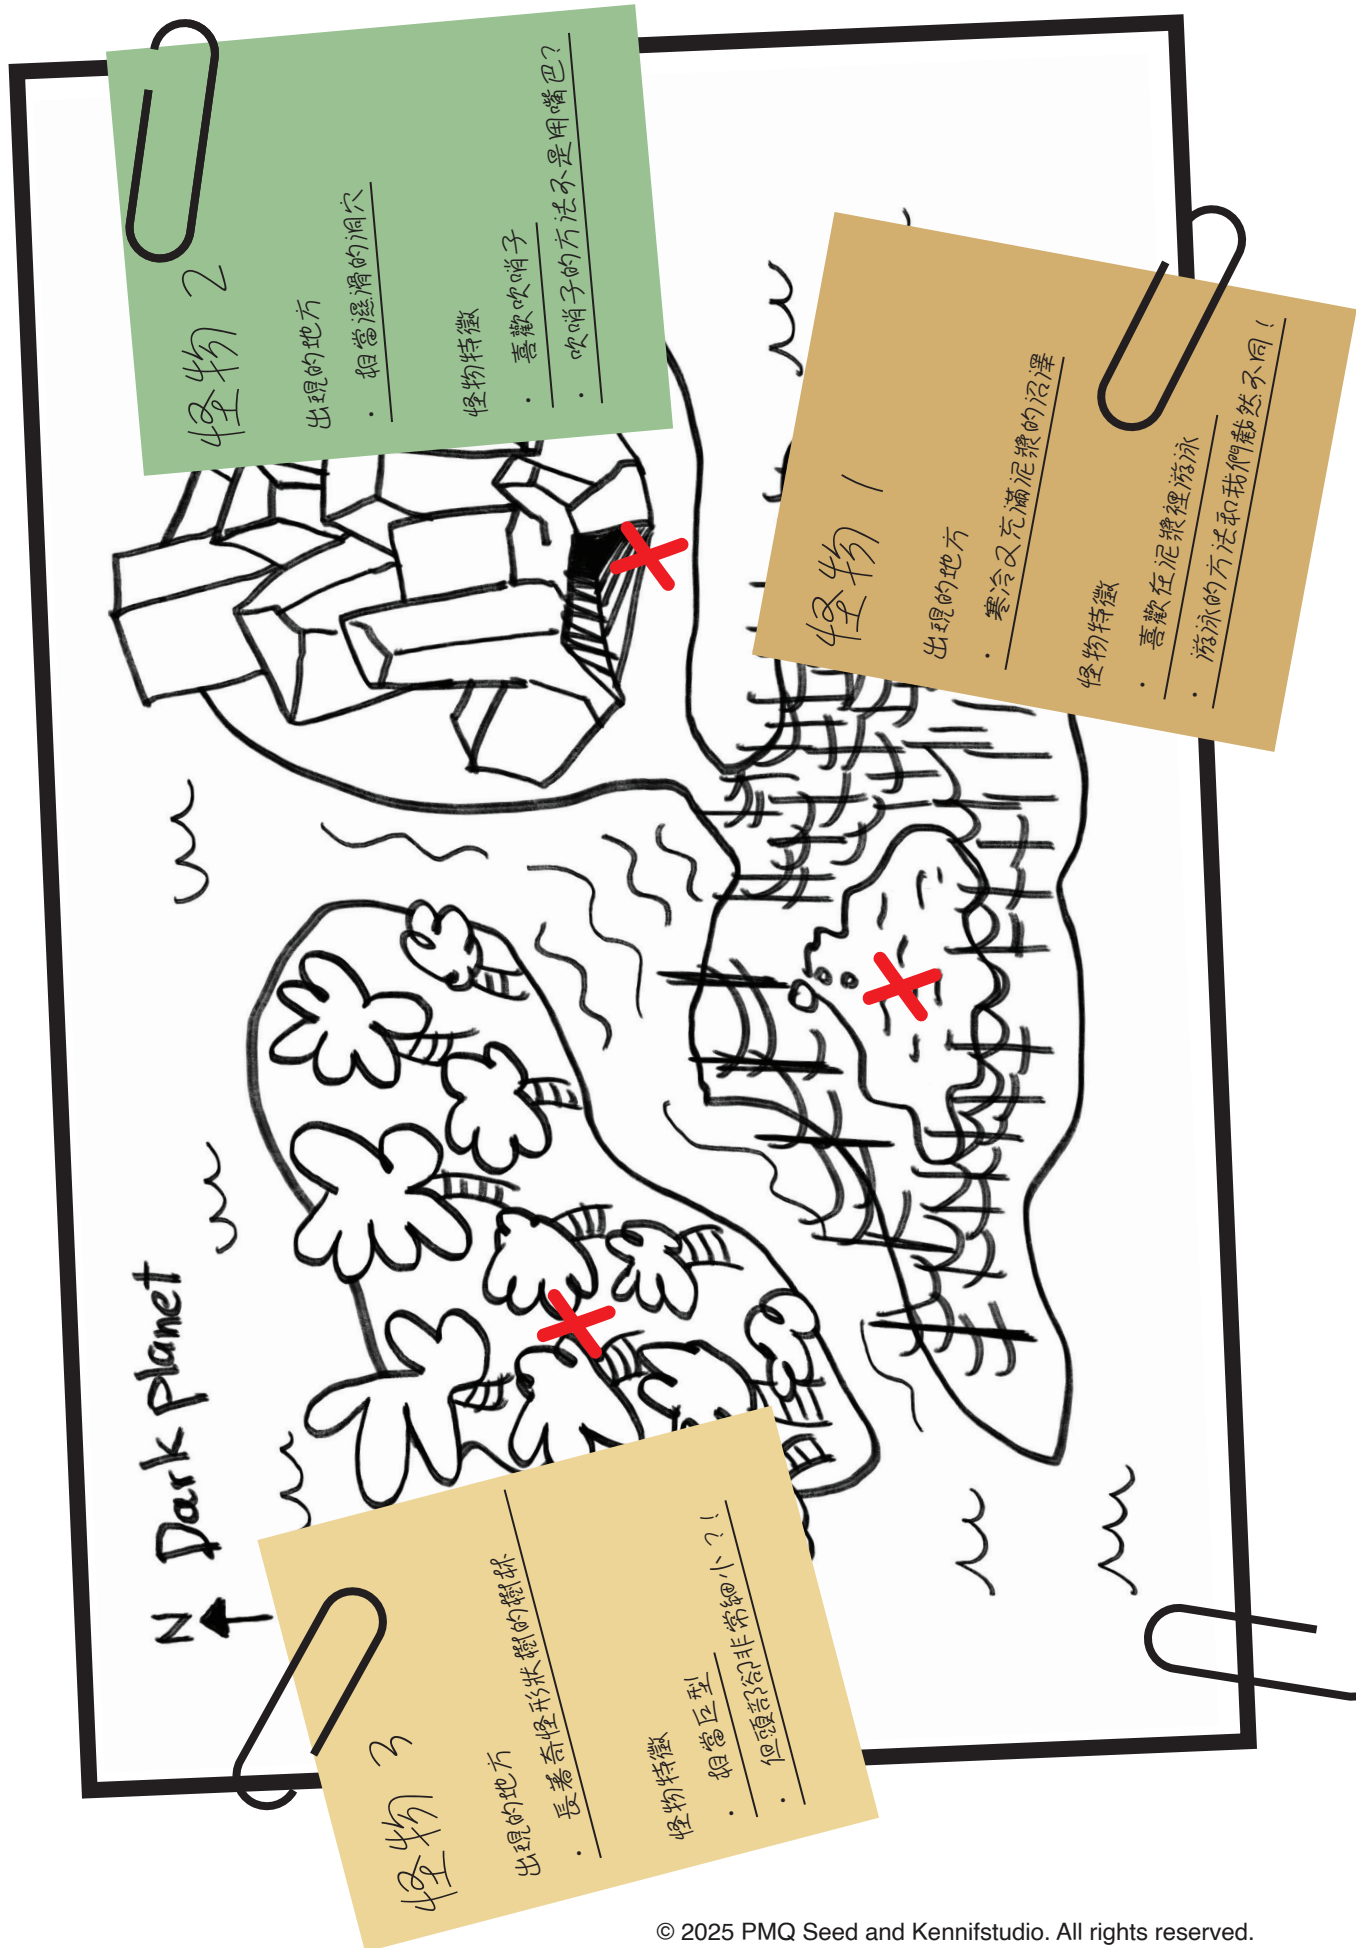 N
Dark Planet
怪物 3
出現的地方
· 長著奇怪形狀樹的樹林
怪物特徵
· 相當巨型
· 但頭部卻非常細小?!
怪物 2
出現的地方
· 相當濕滑的洞穴
怪物特徵
· 喜歡吹哨子
· 吹哨子的方法不是用嘴巴?
怪物 1
出現的地方
· 寒冷又充滿泥漿的沼澤
怪物特徵
· 喜歡在泥漿裡游泳
· 游泳的方法和我們截然不同!
© 2025 PMQ Seed and Kennifstudio. All rights reserved.